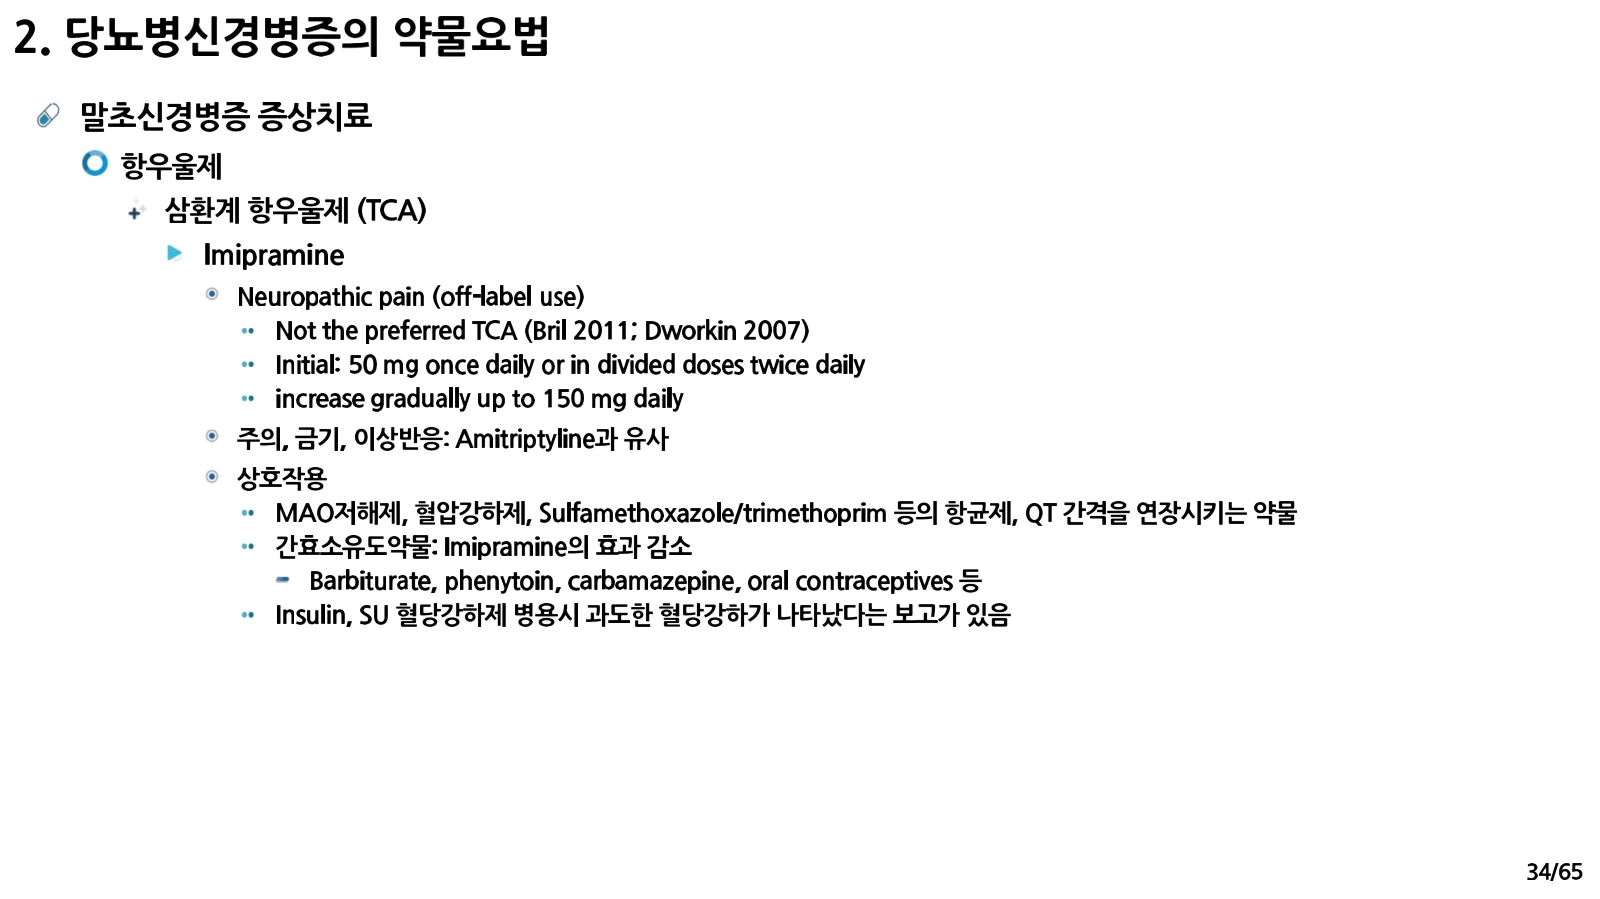 2. 당뇨병신경병증의 약물요법
말초신경병증 증상치료
항우울제
삼환계 항우울제 (TCA)
Imipramine
Neuropathic pain (off-label use)
Not the preferred TCA (Bril 2011; Dworkin 2007)
Initial: 50 mg once daily or in divided doses twice daily
increase gradually up to 150 mg daily
주의, 금기, 이상반응: Amitriptyline과 유사
상호작용
MAO저해제, 혈압강하제, Sulfamethoxazole/trimethoprim 등의 항균제, QT 간격을 연장시키는 약물
간효소유도약물: Imipramine의 효과 감소
Barbiturate, phenytoin, carbamazepine, oral contraceptives 등
Insulin, SU 혈당강하제 병용시 과도한 혈당강하가 나타났다는 보고가 있음
34/65